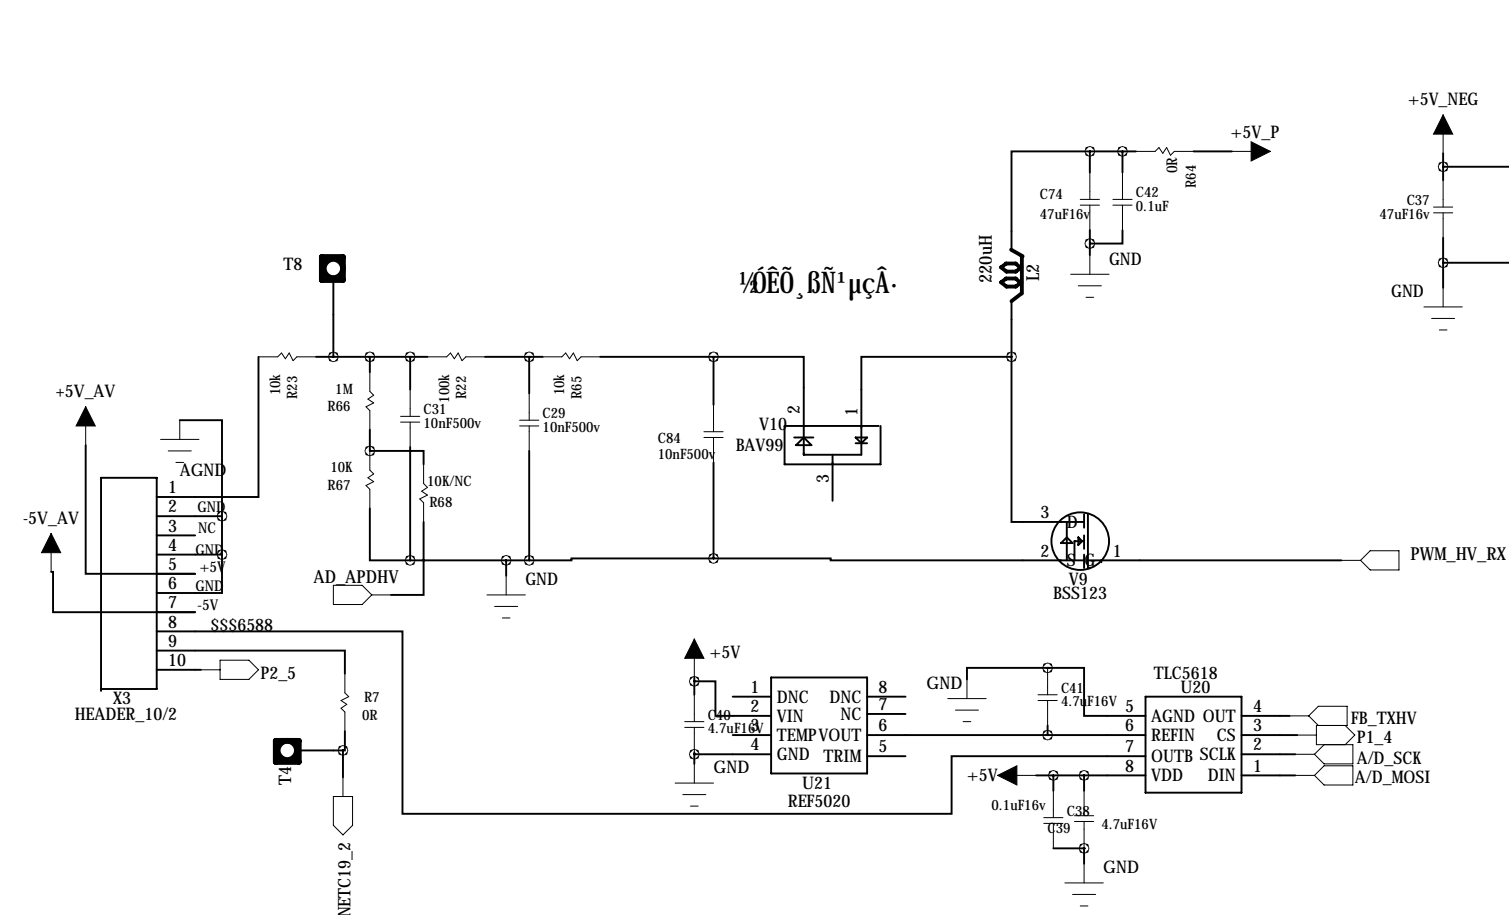 +5V_NEG
+5V_P
0R
R64
C74
47uF16v
C42
0.1uF
C37
47uF16v
GND
220uH
L2
GND
T8
½ÓÊÕ¸ßÑ¹µçÂ·
10k
R23
1M
R66
100k
R22
10k
R65
+5V_AV
C31
10nF500v
C29
10nF500v
C84
10nF500v
V10
BAV99
2
1
3
AGND
10K
R67
10K/NC
R68
-5V_AV
1
2
GND
3
NC
4
GND
5
+5V
6
GND
7
-5V
8
SSS6588
9
10
P2_5
X3
HEADER_10/2
AD_APDHV
GND
3
D
2
S
G
1
V9
BSS123
PWM_HV_RX
R7
0R
T4
NETC19_2
+5V
C40
4.7uF16V
GND
1
DNC
2
VIN
3
TEMP
4
GND
DNC
8
NC
7
VOUT
6
TRIM
5
U21
REF5020
GND
C41
4.7uF16V
TLC5618
U20
5
AGND
6
REFIN
7
OUTB
8
VDD
OUT
4
CS
3
SCLK
2
DIN
1
FB_TXHV
P1_4
A/D_SCK
A/D_MOSI
+5V
0.1uF16v
C39
C38
4.7uF16V
GND